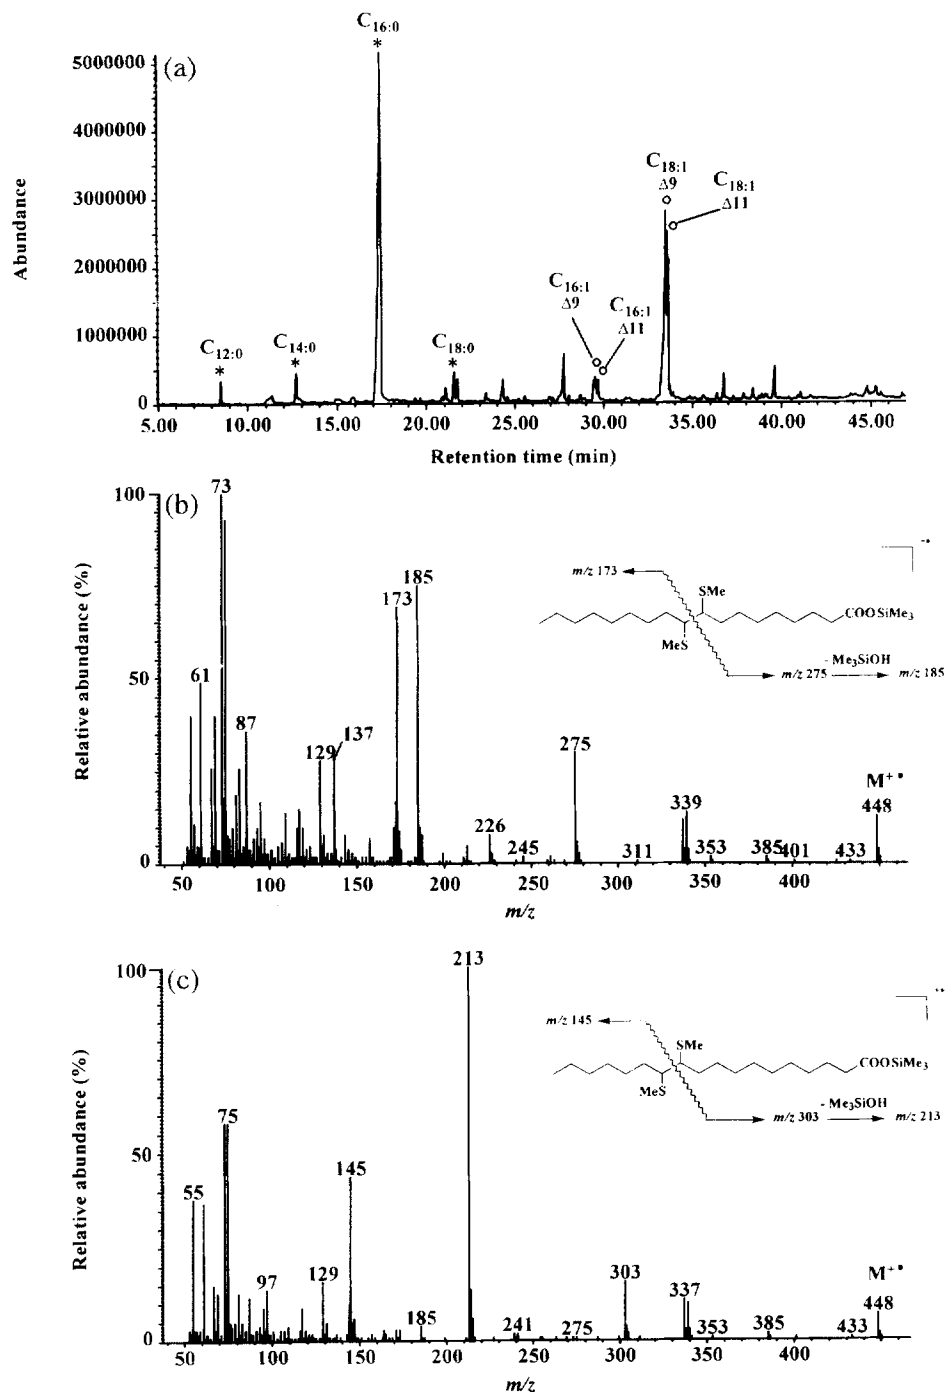 C16:0
*
(a)
5000000
4000000
3000000
2000000
1000000
0
Abundance
C12:0
*
C14:0
*
C18:0
*
C16:1
Δ9
C16:1
Δ11
C18:1
Δ9
C18:1
Δ11
5.00 10.00 15.00 20.00 25.00 30.00 35.00 40.00 45.00
Retention time (min)
(b)
100
50
0
Relative abundance (%)
73
61
87
129
137
173
185
226
245
275
311
339
353
385
401
433
M+•
448
m/z 173
SMe
MeS
COOSiMe3
+•
m/z 275
- Me3SiOH
m/z 185
50 100 150 200 250 300 350 400
m/z
(c)
100
50
0
Relative abundance (%)
55
75
97
129
145
185
213
241
275
303
337
353
385
433
M+•
448
m/z 145
SMe
MeS
COOSiMe3
+•
m/z 303
- Me3SiOH
m/z 213
50 100 150 200 250 300 350 400
m/z